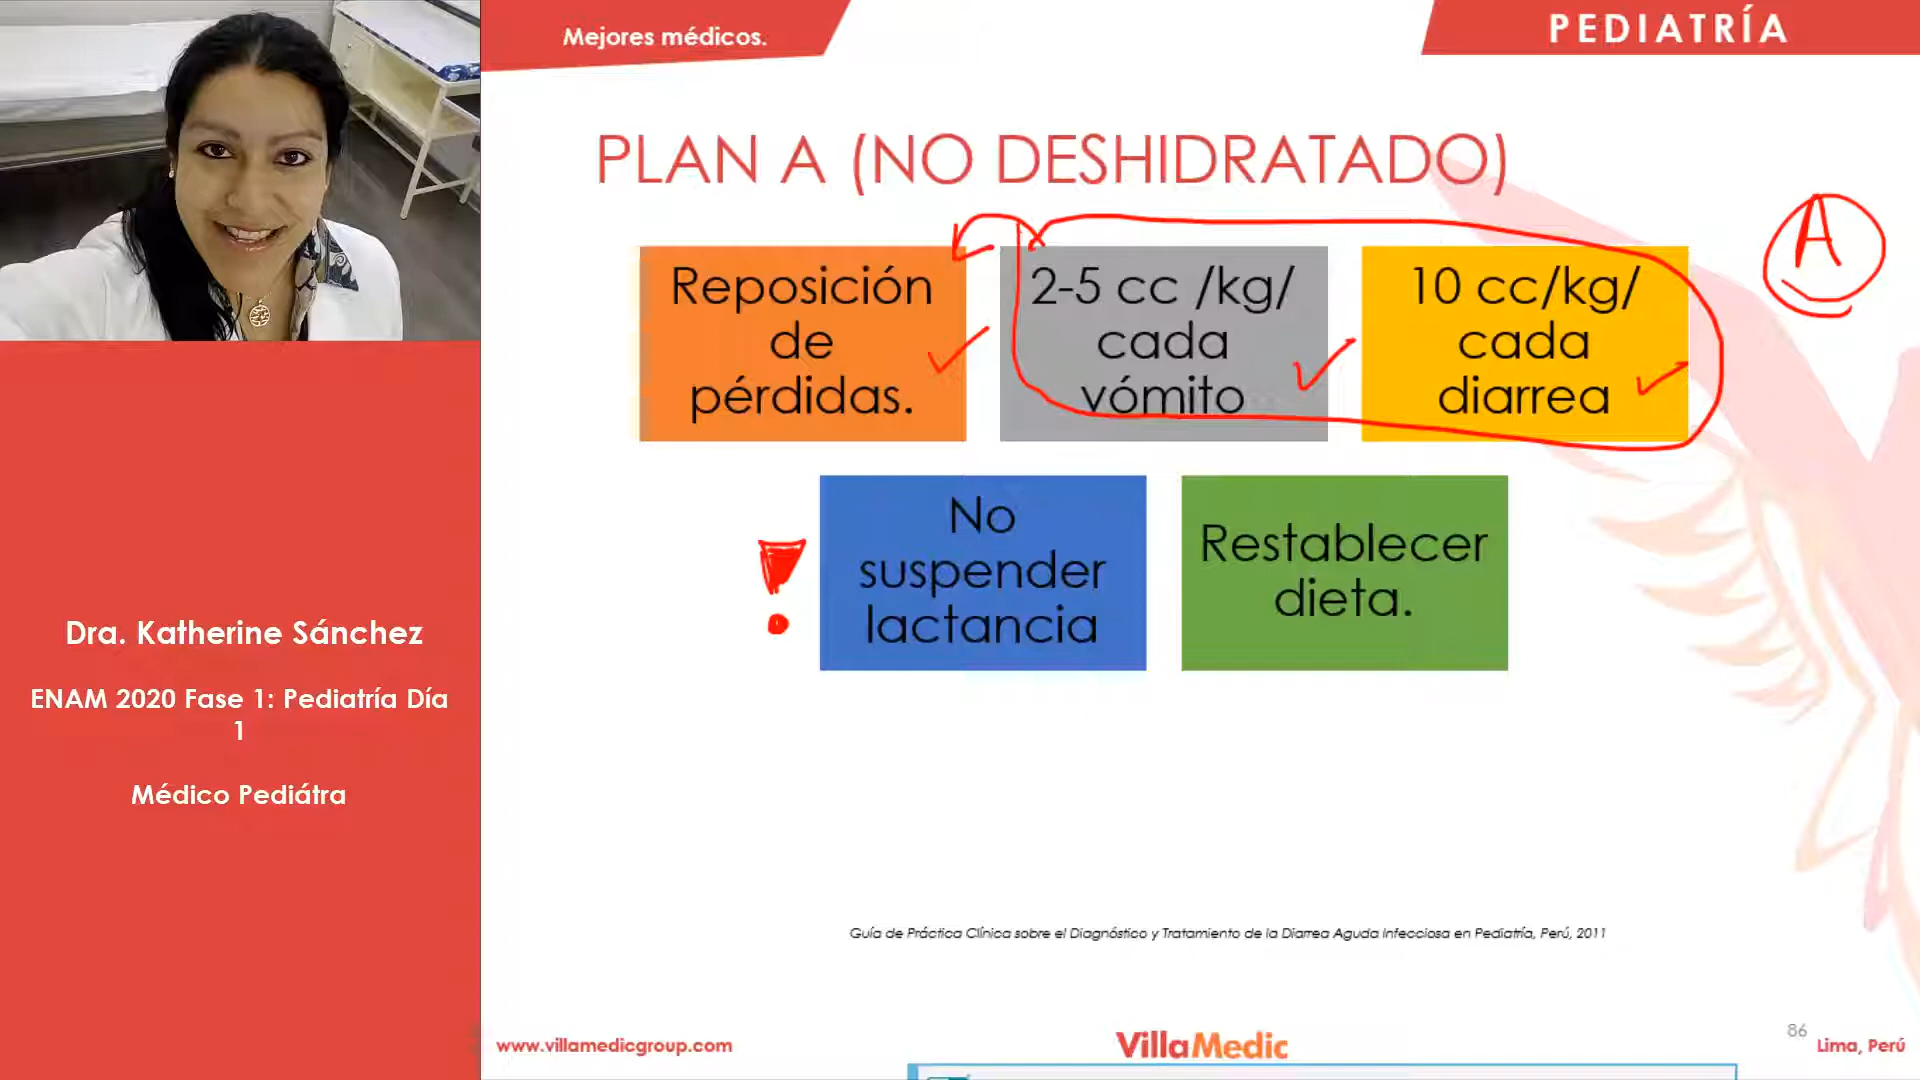 Mejores médicos.
PEDIATRÍA
PLAN A (NO DESHIDRATADO)
A
Reposición
de
pérdidas.
2-5 cc /kg/
cada
vómito
10 cc/kg/
cada
diarrea
No
suspender
lactancia
Restablecer
dieta.
Dra. Katherine Sánchez
ENAM 2020 Fase 1: Pediatría Día
1
Médico Pediátra
Guía de Práctica Clínica sobre el Diagnóstico y Tratamiento de la Diarrea Aguda Infecciosa en Pediatría, Perú, 2011
www.villamedicgroup.com
VillaMedic
86
Lima, Perú